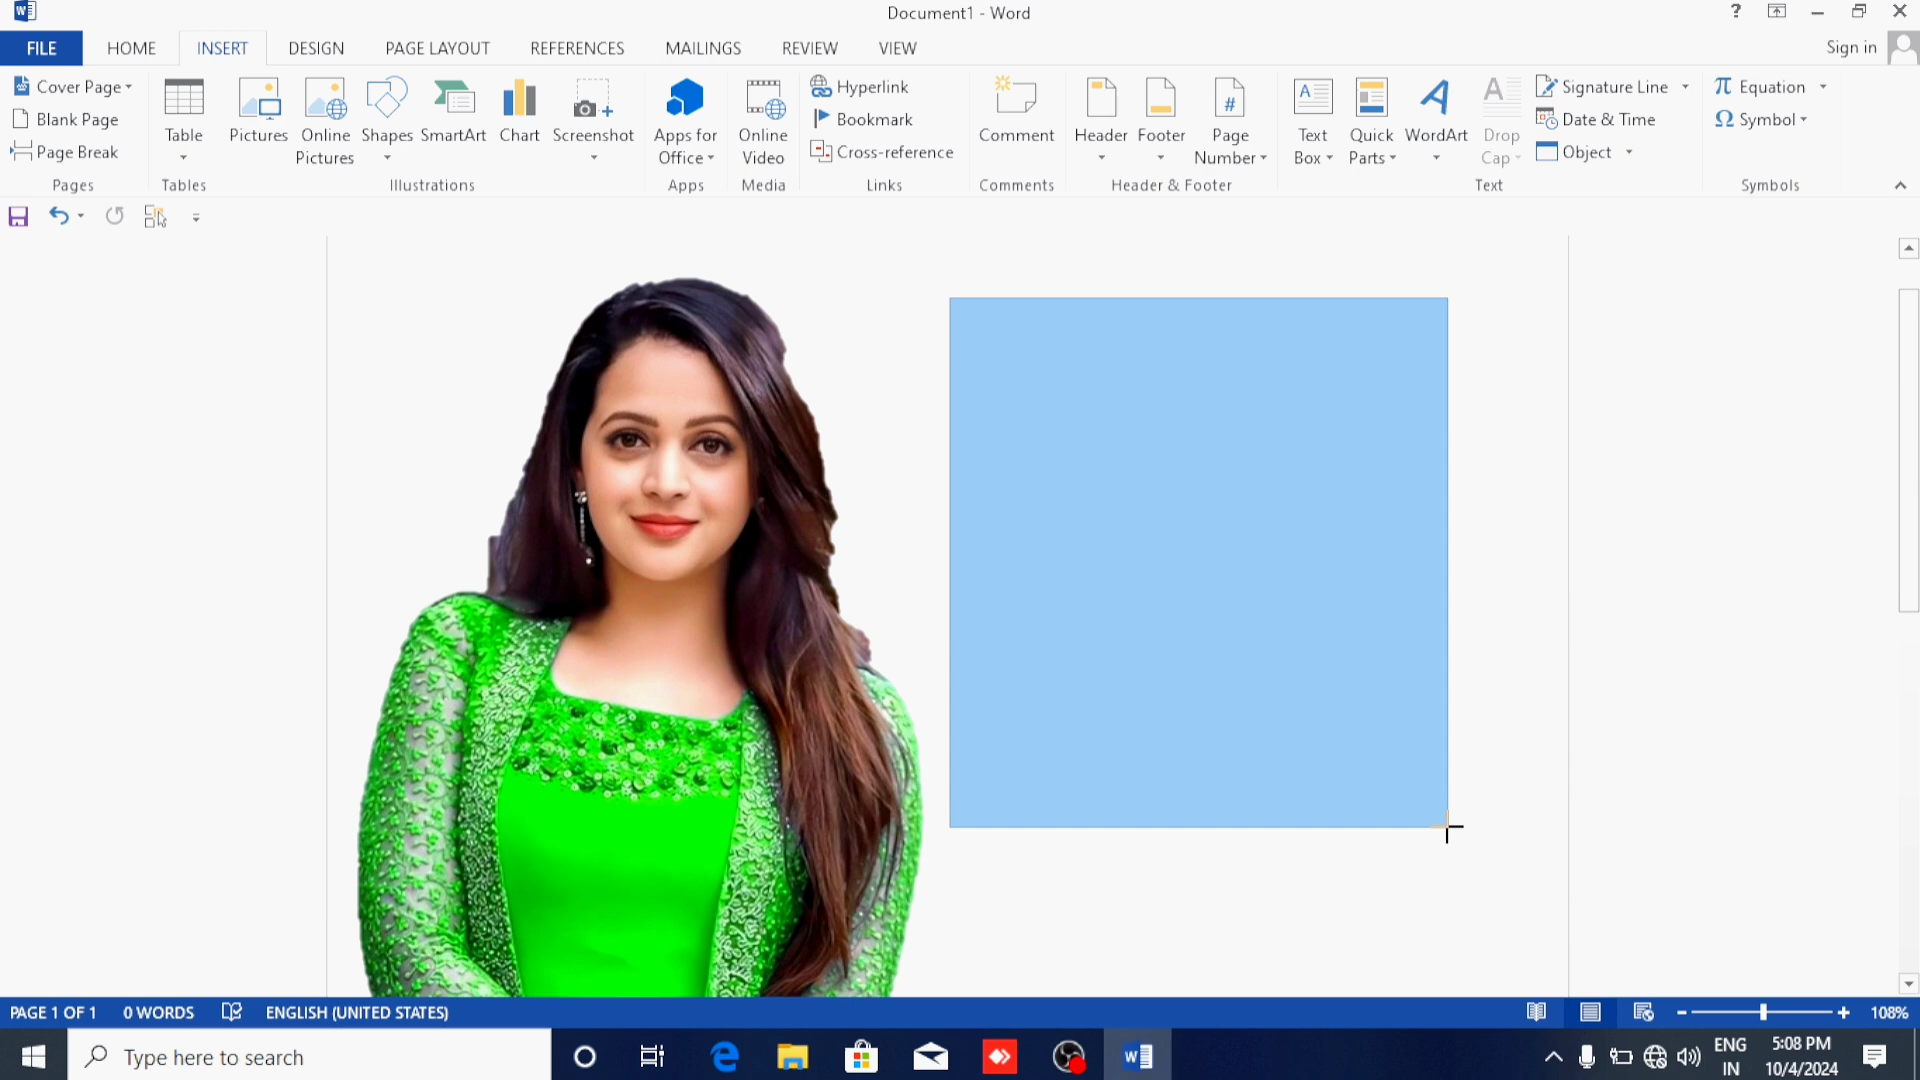 Document1 - Word
?
FILE HOME INSERT DESIGN PAGE LAYOUT REFERENCES MAILINGS REVIEW VIEW Sign in
Cover Page
Blank Page
Page Break
Pages
Table
Tables
Pictures
Online
Pictures
Shapes
SmartArt
Chart
Screenshot
Illustrations
Apps for
Office
Apps
Online
Video
Media
Hyperlink
Bookmark
Cross-reference
Links
Comment
Comments
Header
Footer
Page
Number
Header & Footer
Text
Box
Quick
Parts
WordArt
Drop
Cap
Signature Line
Date & Time
Object
Text
Equation
Symbol
Symbols
PAGE 1 OF 1 0 WORDS ENGLISH (UNITED STATES) 108%
Type here to search
ENG
IN
5:08 PM
10/4/2024